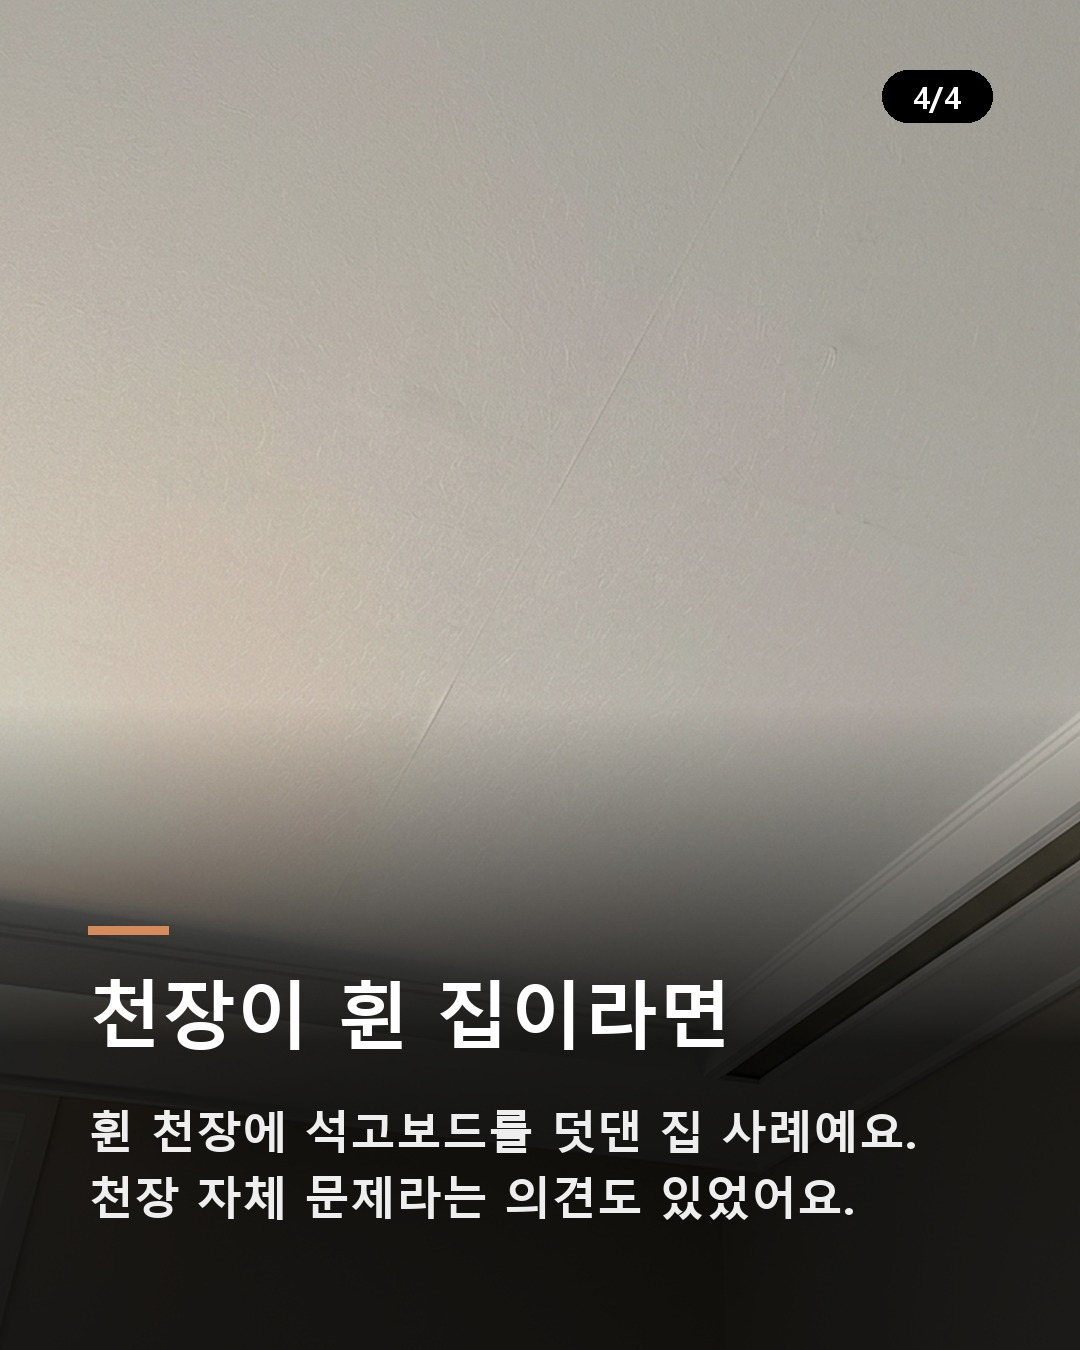 4/4
천장이 휜 집이라면
휜 천장에 석고보드를 덧댄 집 사례예요.
천장 자체 문제라는 의견도 있었어요.